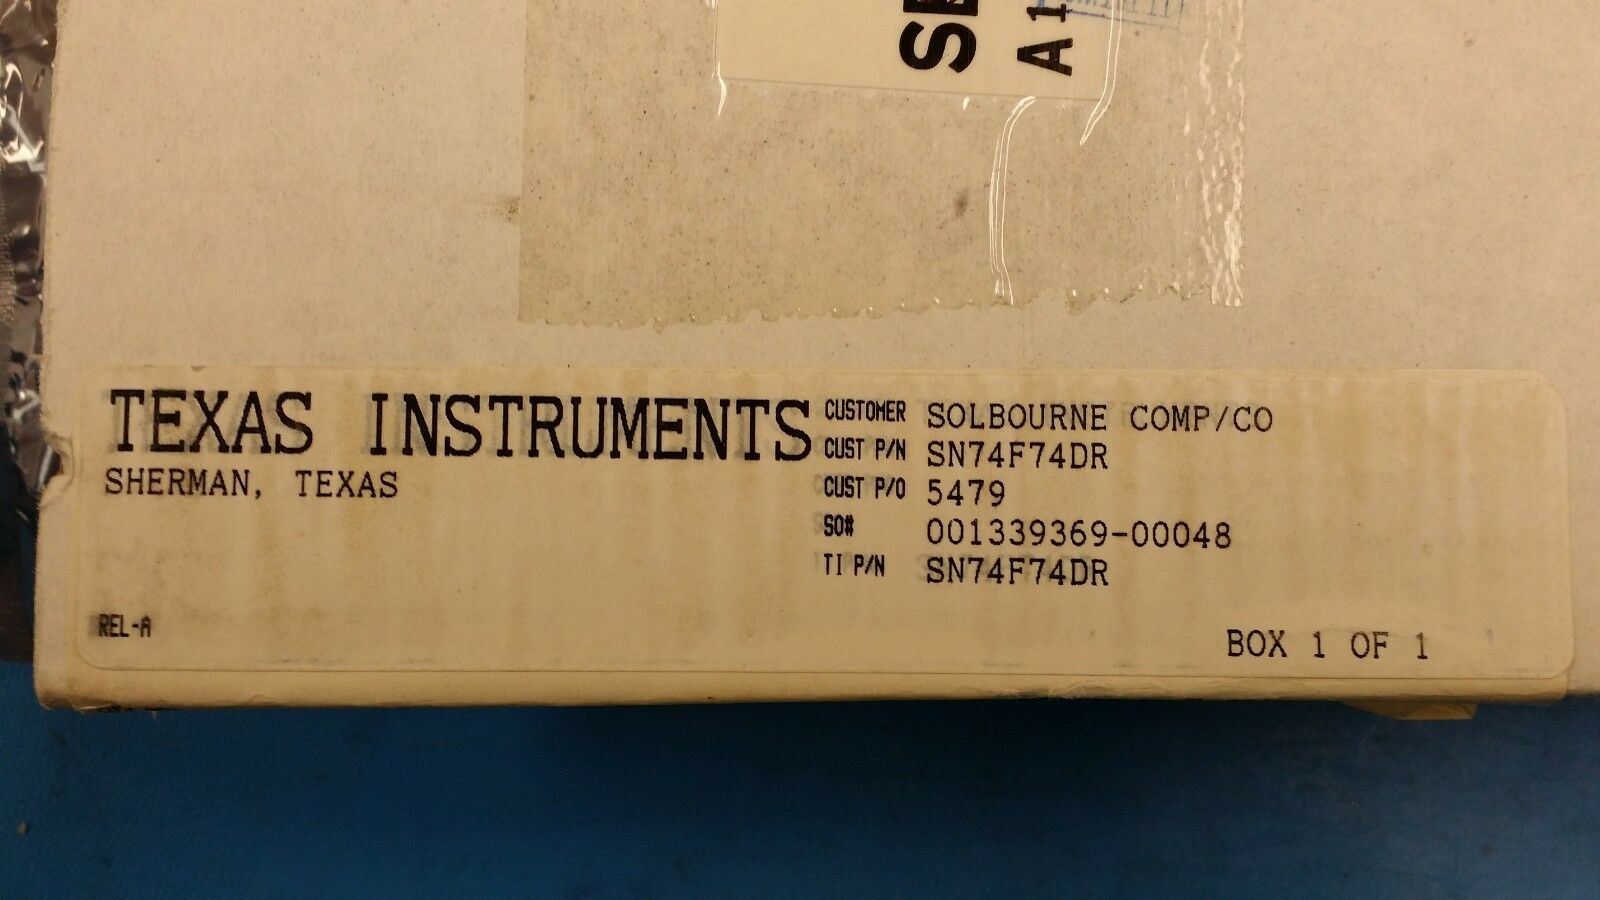 TEXAS INSTRUMENTS
SHERMAN, TEXAS
REL-A
CUSTOMER SOLBOURNE COMP/CO
CUST P/N SN74F74DR
CUST P/O 5479
SO# 001339369-00048
TI P/N SN74F74DR
BOX 1 OF 1